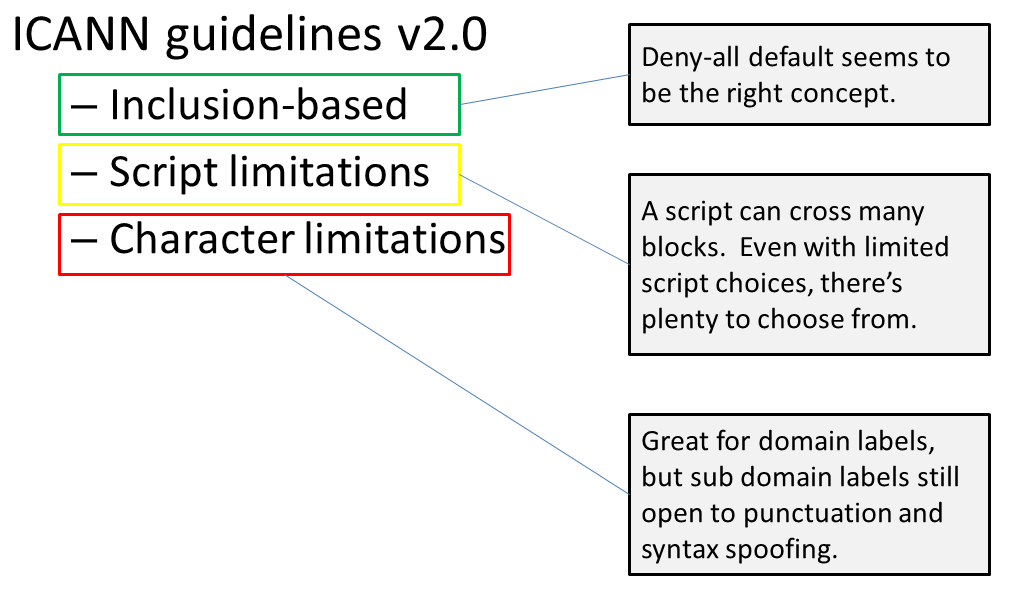 ICANN guidelines v2.0
– Inclusion-based
– Script limitations
– Character limitations
Deny-all default seems to
be the right concept.
A script can cross many
blocks.  Even with limited
script choices, there’s
plenty to choose from.
Great for domain labels,
but sub domain labels still
open to punctuation and
syntax spoofing.